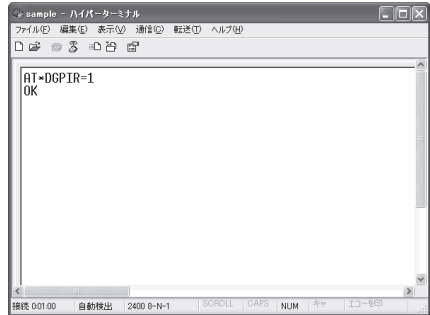 sample - ハイパーターミナル
ファイル(F) 編集(E) 表示(V) 通信(C) 転送(T) ヘルプ(H)
AT*DGPIR=1
OK
接続 0:01:00 自動検出 2400 8-N-1 SCROLL CAPS NUM キャ エコーを印